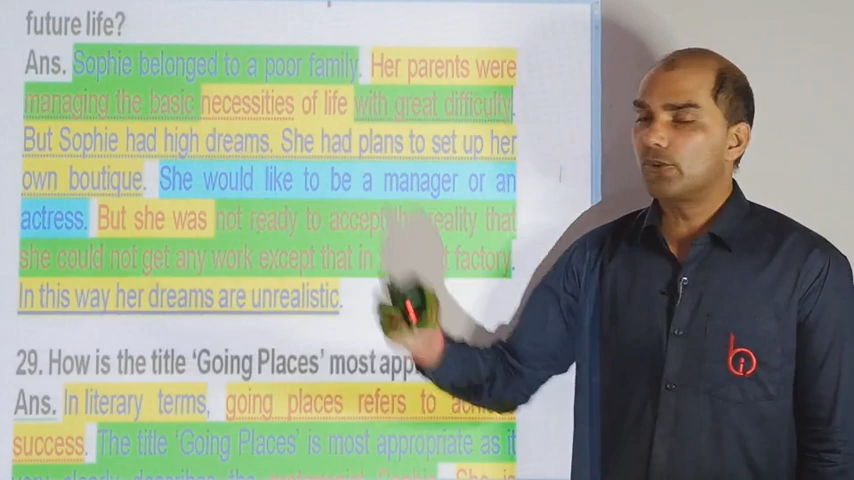 future life?
Ans. Sophie belonged to a poor family. Her parents were
managing the basic necessities of life with great difficulty.
But Sophie had high dreams. She had plans to set up her
own boutique. She would like to be a manager or an
actress. But she was not ready to accept the reality that
she could not get any work except that in factory.
In this way her dreams are unrealistic.
29. How is the title 'Going Places' most
Ans. In literary terms, going places refers to
success. The title 'Going Places' is most appropriate as it
bi